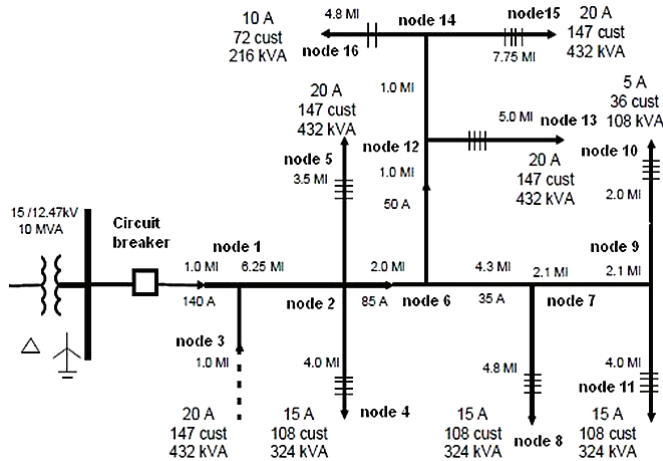 10 A
72 cust
216 kVA
4.8 MI
node 14
node15
20 A
147 cust
432 kVA
node 16
7.75 MI
1.0 MI
5 A
36 cust
108 kVA
20 A
147 cust
432 kVA
node 12
5.0 MI
node 13
node 5
node 10
1.0 MI
20 A
147 cust
432 kVA
3.5 MI
50 A
2.0 MI
15 /12.47kV
10 MVA
Circuit
breaker
node 1
node 9
1.0 MI
6.25 MI
2.0 MI
4.3 MI
2.1 MI
2.1 MI
140 A
node 2
85 A
node 6
35 A
node 7
node 3
1.0 MI
4.0 MI
4.8 MI
4.0 MI
node 11
20 A
147 cust
432 kVA
15 A
108 cust
324 kVA
node 4
15 A
108 cust
324 kVA
node 8
15 A
108 cust
324 kVA